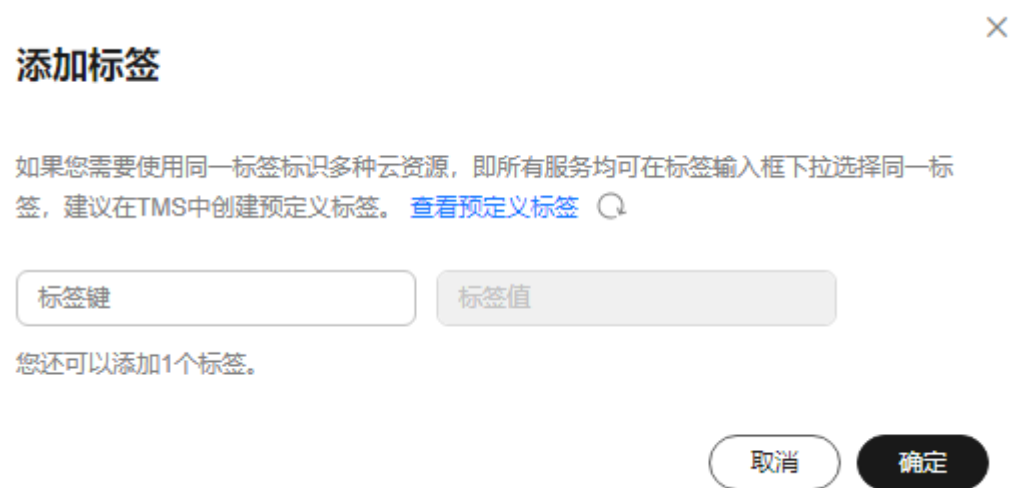 添加标签
如果您需要使用同一标签标识多种云资源，即所有服务均可在标签输入框下拉选择同一标
签，建议在TMS中创建预定义标签。 查看预定义标签
标签键 标签值
您还可以添加1个标签。
取消 确定